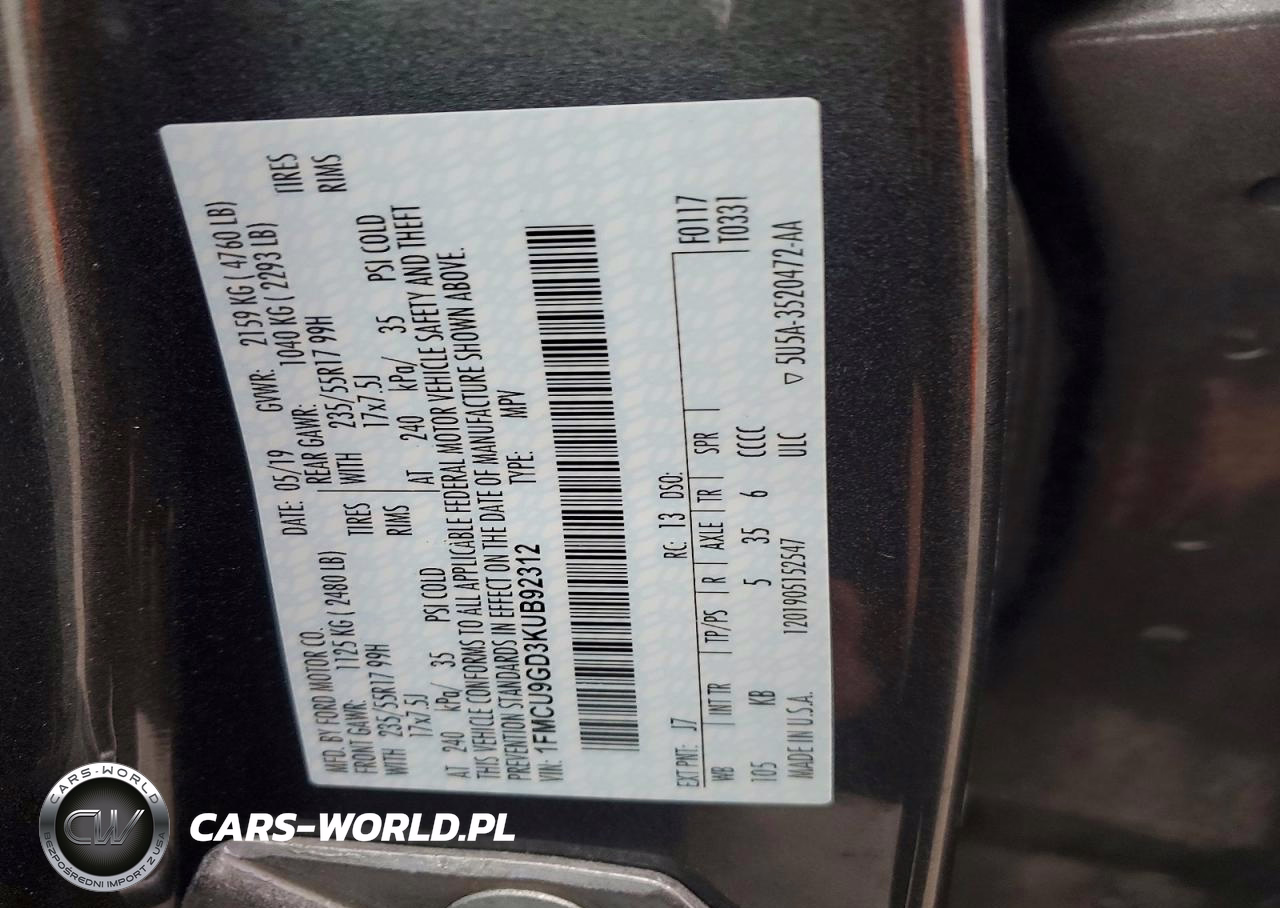 MFD. BY FORD MOTOR CO. DATE: 05/19 GVWR: 2159 KG ( 4760 LB)
FRONT GAWR: 1125 KG ( 2480 LB) REAR GAWR: 1040 KG ( 2293 LB)
WITH 235/55R17 99H TIRES WITH 235/55R17 99H TIRES
17x7.5J RIMS 17x7.5J RIMS
AT 240 kPa/ 35 PSI COLD AT 240 kPa/ 35 PSI COLD
THIS VEHICLE CONFORMS TO ALL APPLICABLE FEDERAL MOTOR VEHICLE SAFETY AND THEFT
PREVENTION STANDARDS IN EFFECT ON THE DATE OF MANUFACTURE SHOWN ABOVE.
VIN: 1FMCU9GD3KUB92312 TYPE: MPV
EXT PNT: J7 RC: 13 DSO: F0117
WB INT TR TP/PS R AXLE TR SPR T0331
105 KB 5 35 6 CCCC
MADE IN U.S.A. 1201905152547 ULC ▽ 5U5A-3520472-AA
CARS-WORLD
CW
BEZPOŚREDNI IMPORT Z USA
CARS-WORLD.PL